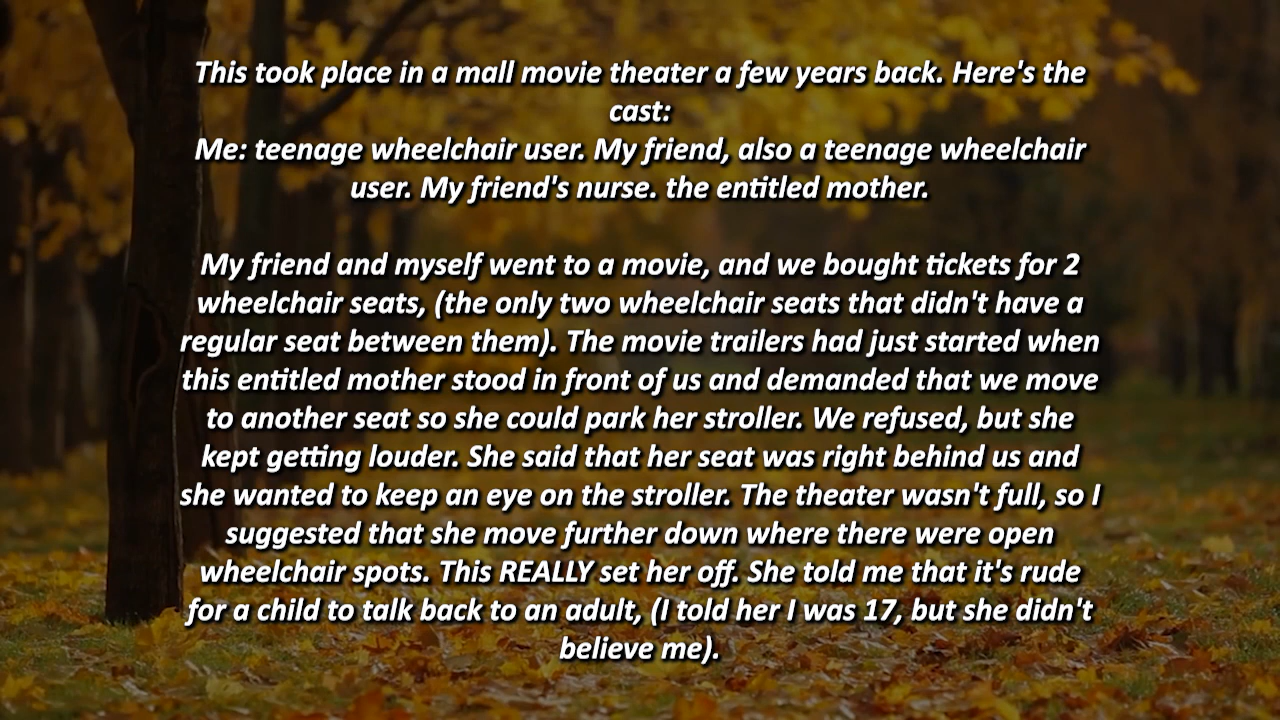 This took place in a mall movie theater a few years back. Here's the
cast:
Me: teenage wheelchair user. My friend, also a teenage wheelchair
user. My friend's nurse. the entitled mother.
My friend and myself went to a movie, and we bought tickets for 2
wheelchair seats, (the only two wheelchair seats that didn't have a
regular seat between them). The movie trailers had just started when
this entitled mother stood in front of us and demanded that we move
to another seat so she could park her stroller. We refused, but she
kept getting louder. She said that her seat was right behind us and
she wanted to keep an eye on the stroller. The theater wasn't full, so I
suggested that she move further down where there were open
wheelchair spots. This REALLY set her off. She told me that it's rude
for a child to talk back to an adult, (I told her I was 17, but she didn't
believe me).